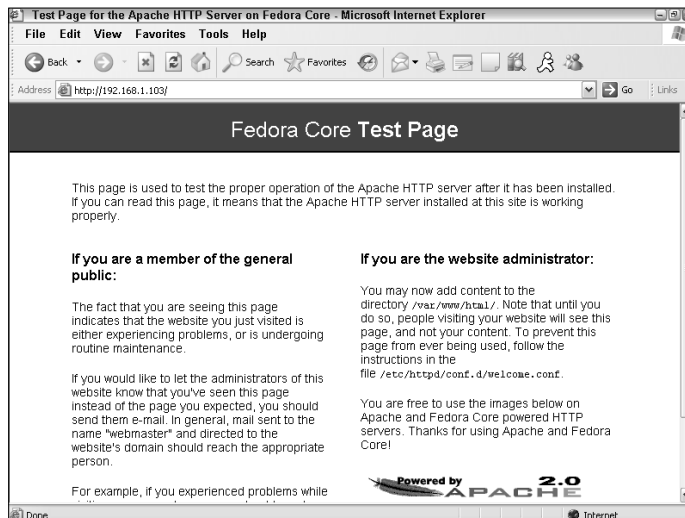 Test Page for the Apache HTTP Server on Fedora Core - Microsoft Internet Explorer
File Edit View Favorites Tools Help
Back Search Favorites
Address http://192.168.1.103/ Go Links
Fedora Core Test Page
This page is used to test the proper operation of the Apache HTTP server after it has been installed.
If you can read this page, it means that the Apache HTTP server installed at this site is working
properly.
If you are a member of the general
public:
The fact that you are seeing this page
indicates that the website you just visited is
either experiencing problems, or is undergoing
routine maintenance.
If you would like to let the administrators of this
website know that you've seen this page
instead of the page you expected, you should
send them e-mail. In general, mail sent to the
name "webmaster" and directed to the
website's domain should reach the appropriate
person.
For example, if you experienced problems while
If you are the website administrator:
You may now add content to the
directory /var/www/html/. Note that until you
do so, people visiting your website will see this
page, and not your content. To prevent this
page from ever being used, follow the
instructions in the
file /etc/httpd/conf.d/welcome.conf.
You are free to use the images below on
Apache and Fedora Core powered HTTP
servers. Thanks for using Apache and Fedora
Core!
Powered by 2.0
APACHE
Done Internet